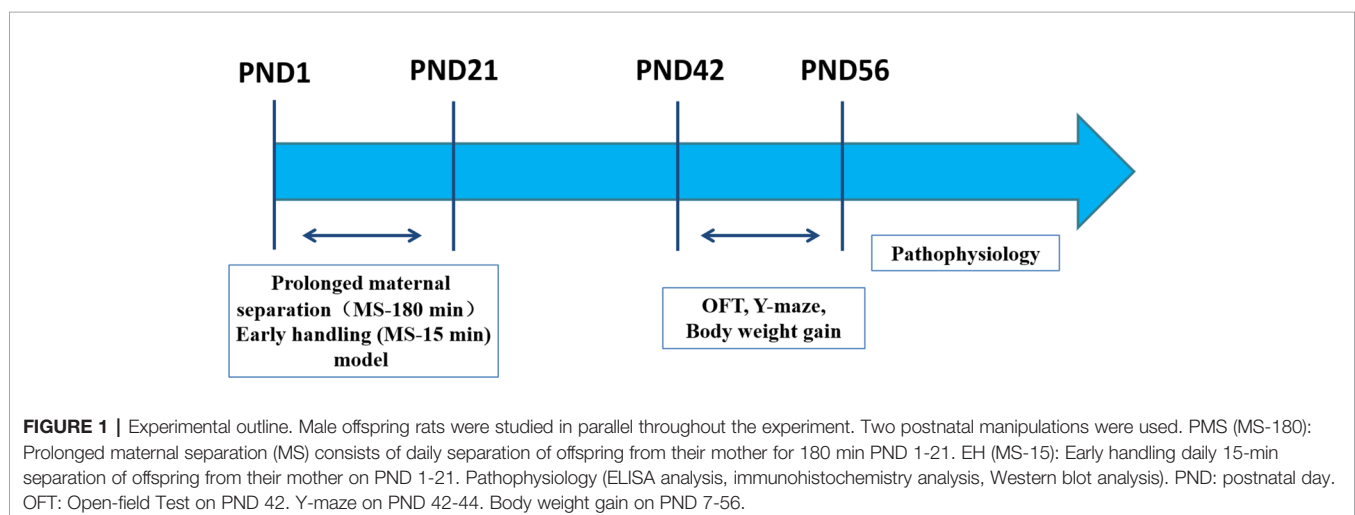 PND1 PND21 PND42 PND56
Prolonged maternal
separation（MS-180 min）
Early handling (MS-15 min)
model
OFT, Y-maze,
Body weight gain
Pathophysiology
FIGURE 1 | Experimental outline. Male offspring rats were studied in parallel throughout the experiment. Two postnatal manipulations were used. PMS (MS-180):
Prolonged maternal separation (MS) consists of daily separation of offspring from their mother for 180 min PND 1-21. EH (MS-15): Early handling daily 15-min
separation of offspring from their mother on PND 1-21. Pathophysiology (ELISA analysis, immunohistochemistry analysis, Western blot analysis). PND: postnatal day.
OFT: Open-field Test on PND 42. Y-maze on PND 42-44. Body weight gain on PND 7-56.